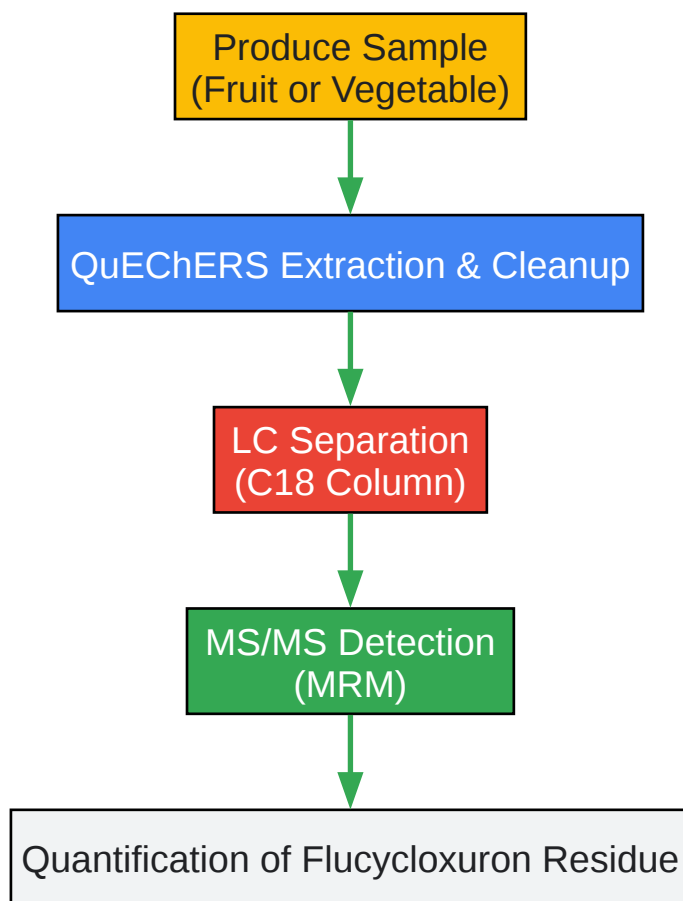 Produce Sample
(Fruit or Vegetable)
QuEChERS Extraction & Cleanup
LC Separation
(C18 Column)
MS/MS Detection
(MRM)
Quantification of Flucycloxuron Residue